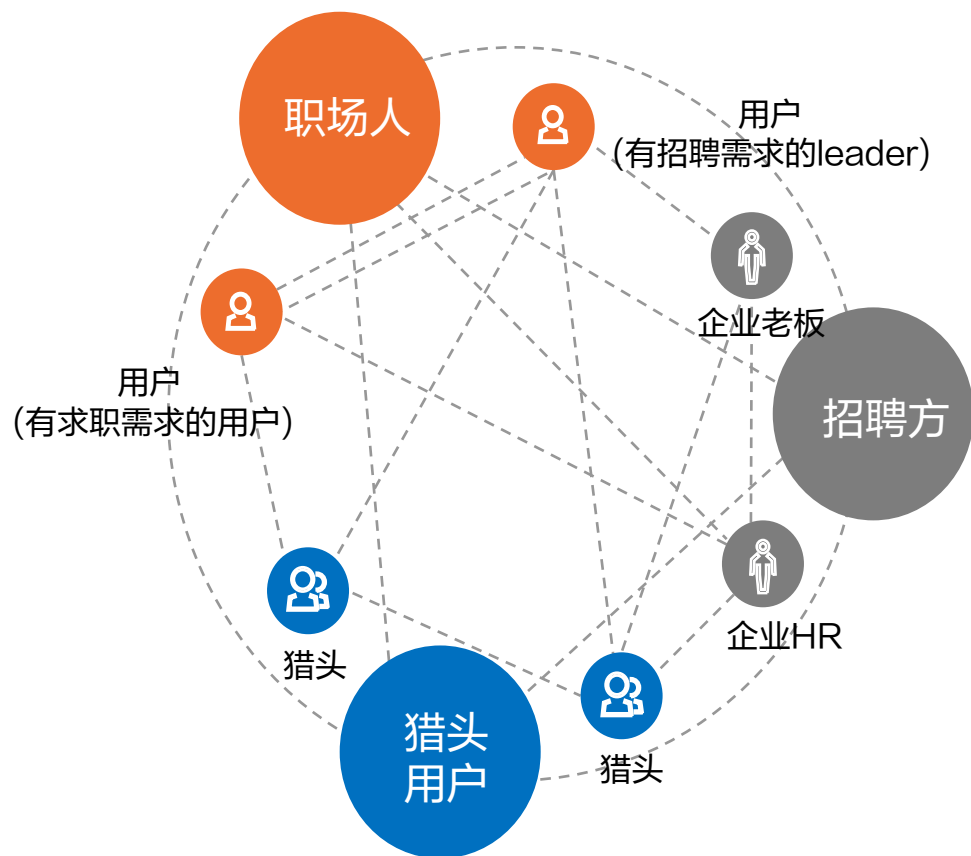 职场人
用户
(有招聘需求的leader)
企业老板
招聘方
用户
(有求职需求的用户)
企业HR
猎头
猎头
用户
猎头